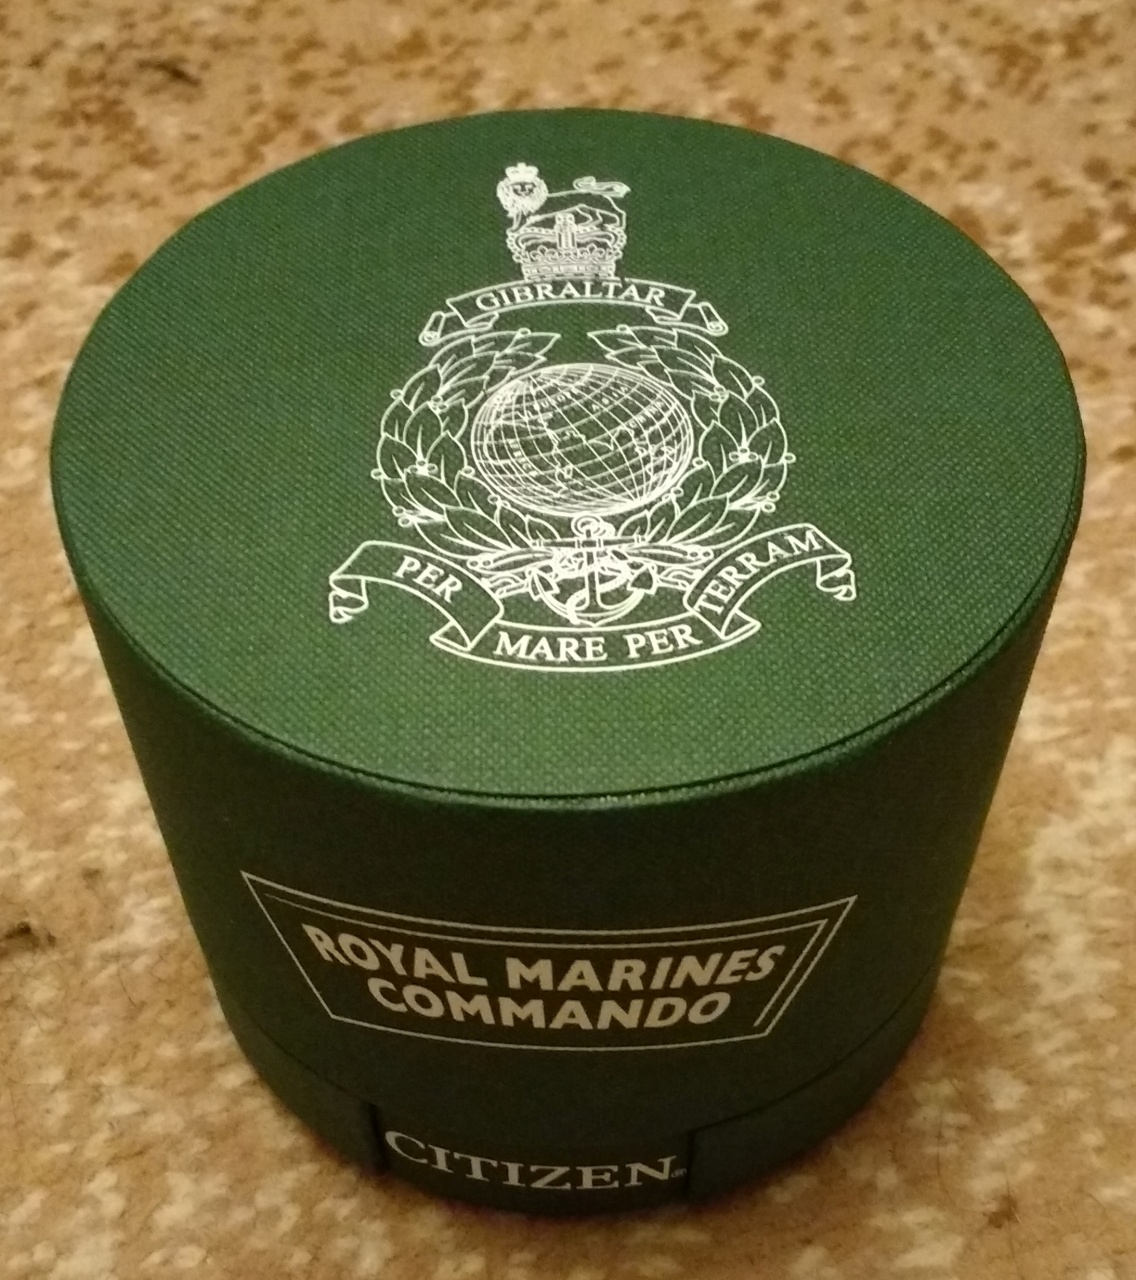 GIBRALTAR
PER MARE PER TERRAM
ROYAL MARINES
COMMANDO
CITIZEN